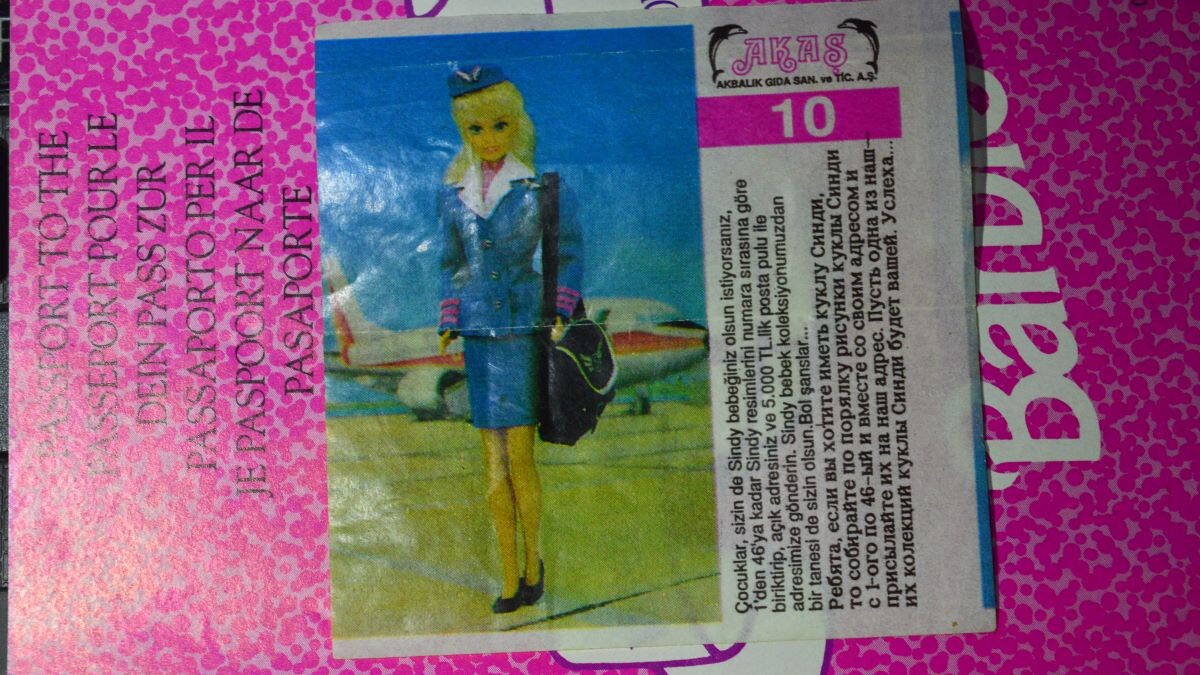 PASSPORT TO THE
PASSEPORT POUR LE
DEIN PASS ZUR
PASSAPORTO PER IL
JE PASPOORT NAAR DE
PASAPORTE
AKAŞ
AKBALIK GIDA SAN. ve TİC. A.Ş.
10
Çocuklar, sizin de Sindy bebeğiniz olsun istiyorsanız,
1'den 46'ya kadar Sindy resimlerini numara sırasına göre
biriktirip, açık adresiniz ve 5.000 TL.lik posta pulu ile
adresimize gönderin. Sindy bebek koleksiyonumuzdan
bir tanesi de sizin olsun.Bol şanslar...
Ребята, если вы хотите иметь куклу Синди,
то собирайте по порялку рисунки куклы Синди
с 1-ого по 46-ый и вместе со своим адресом и
присылайте их на наш адрес. Пусть одна из наш-
их колекций куклы Синди будет вашей. Успеха...
Barbie